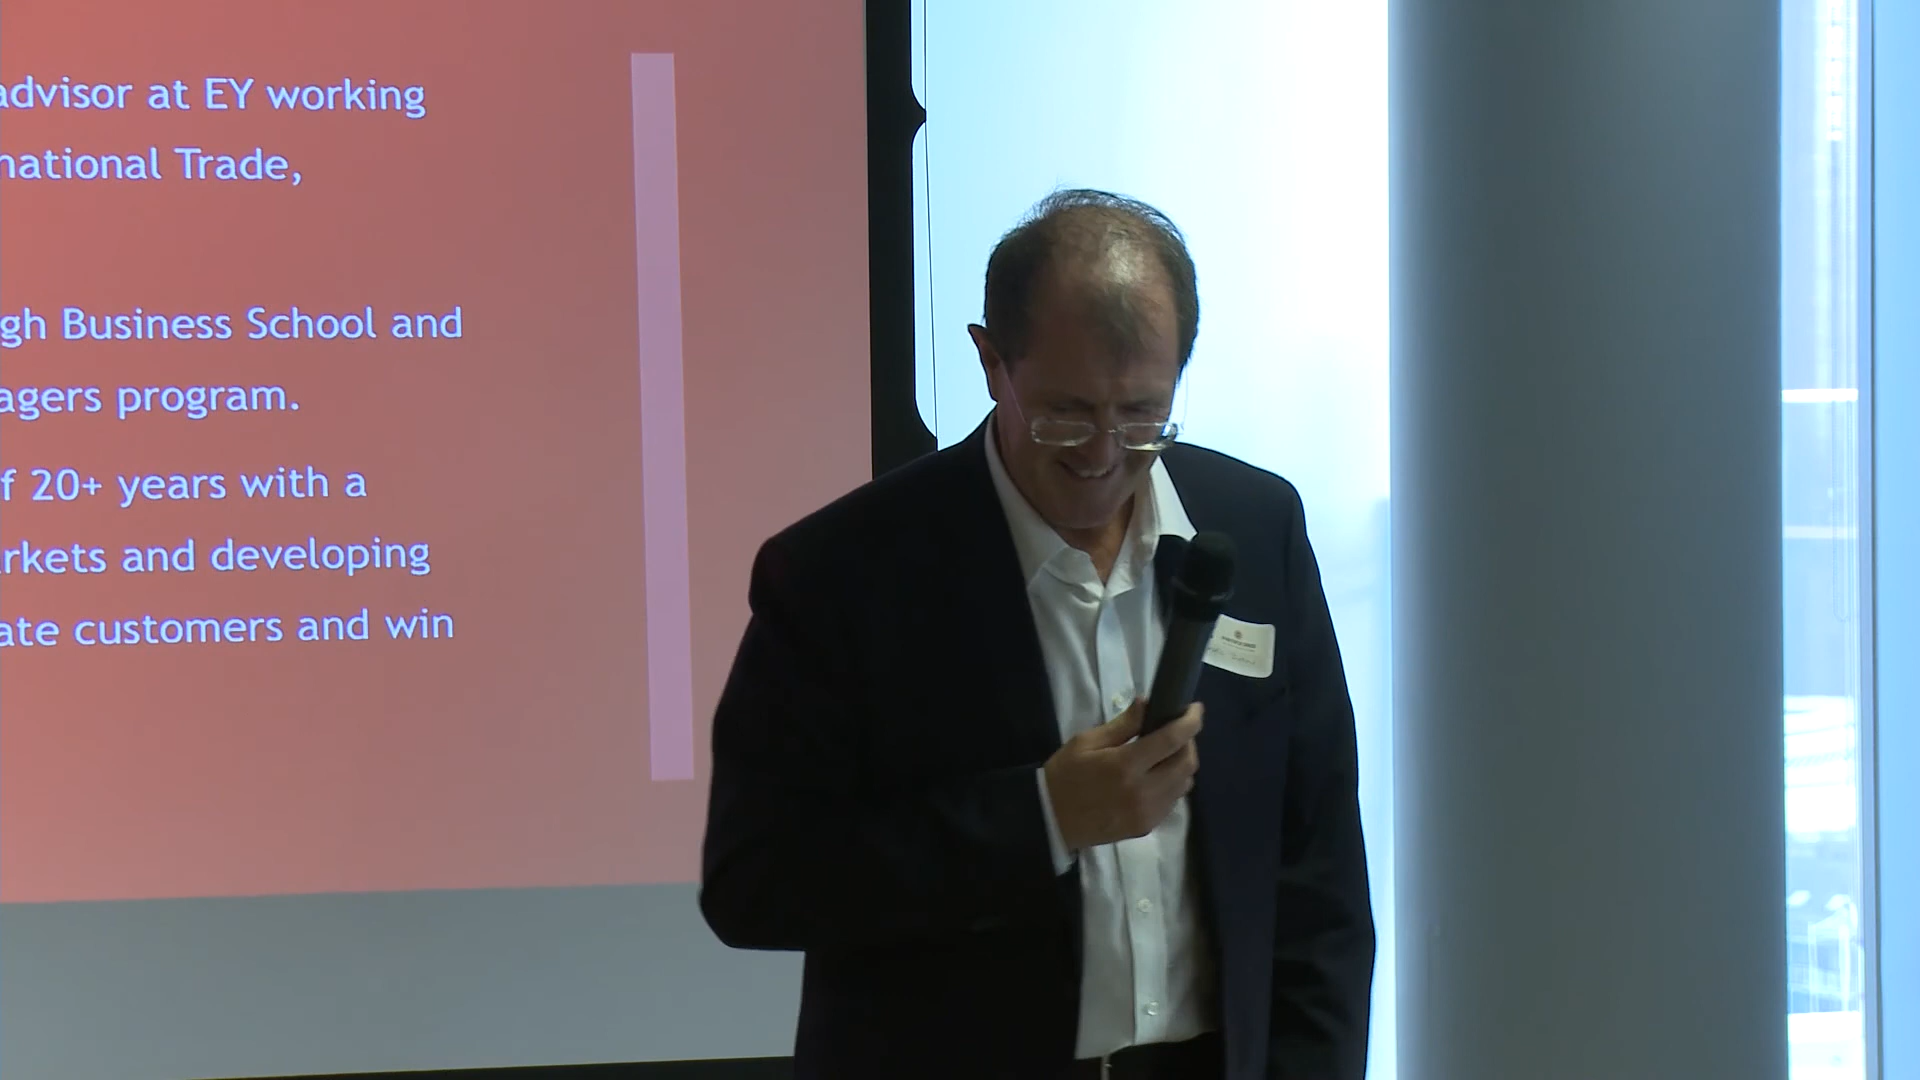 advisor at EY working
national Trade,
gh Business School and
agers program.
f 20+ years with a
rkets and developing
ate customers and win